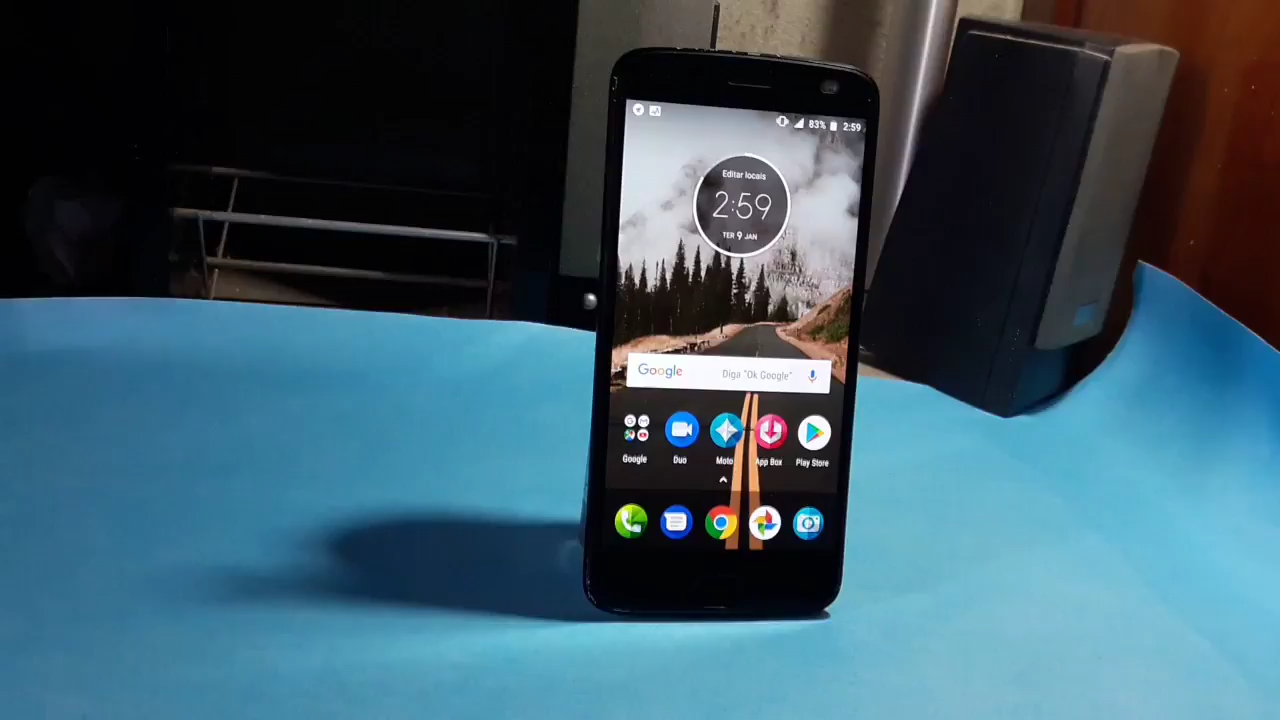 83% 2:59
Editar locais
2:59
TER 9 JAN
Google Diga "Ok Google"
Google Duo Moto App Box Play Store